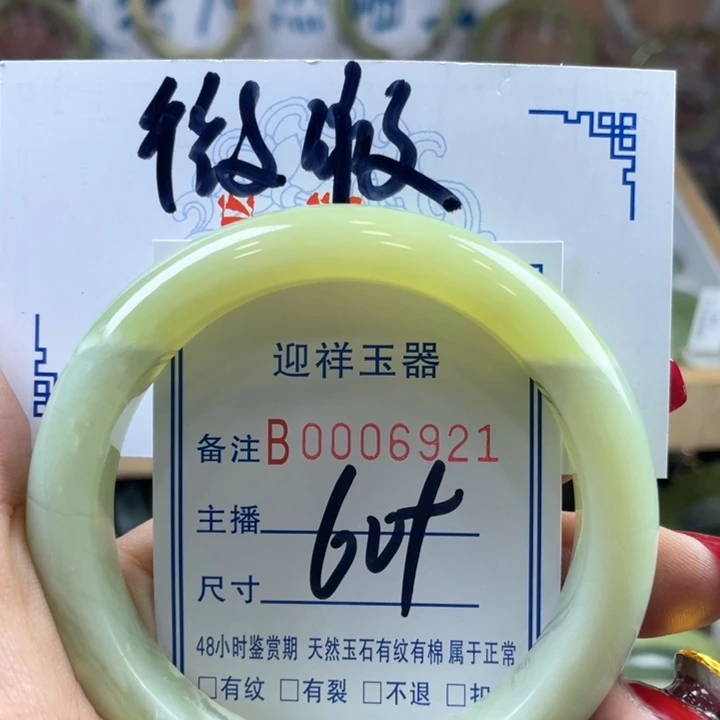 迎祥玉器
备注B0006921
主播
尺寸
48小时鉴赏期 天然玉石有纹有棉 属于正常
□有纹 □有裂 □不退 □扣